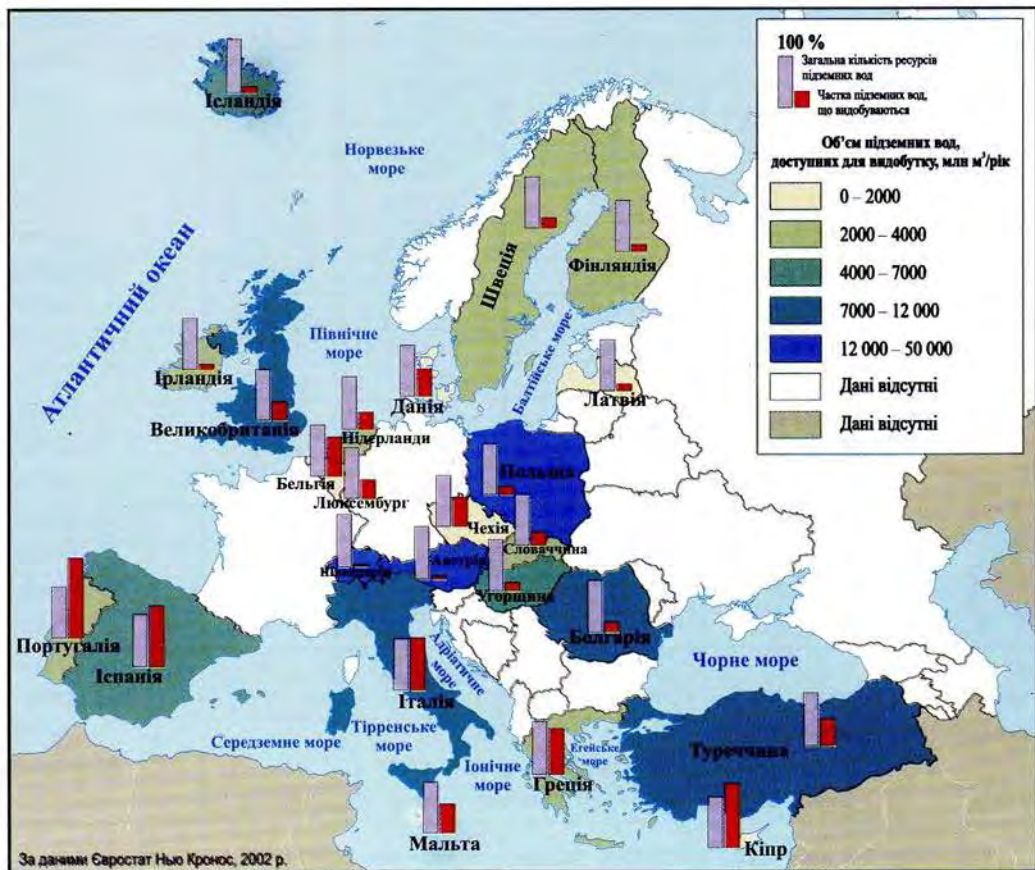 100 %
Загальна кількість ресурсів
підземних вод
Частка підземних вод,
що видобуваються
Об’єм підземних вод,
доступних для видобутку, млн м³/рік
0 – 2000
2000 – 4000
4000 – 7000
7000 – 12 000
12 000 – 50 000
Дані відсутні
Дані відсутні
Ісландія
Норвезьке
море
Атлантичний океан
Швеція
Фінляндія
Північне
море
Балтійське море
Ірландія
Данія
Латвія
Великобританія
Нідерланди
Бельгія
Люксембург
Польща
Чехія
Словаччина
Австрія
Угорщина
Болгарія
Португалія
Іспанія
Італія
Адріатичне
море
Чорне море
Середземне море
Тірренське
море
Іонічне
море
Егейське
море
Греція
Туреччина
Мальта
Кіпр
За даними Євростат Нью Кронос, 2002 р.